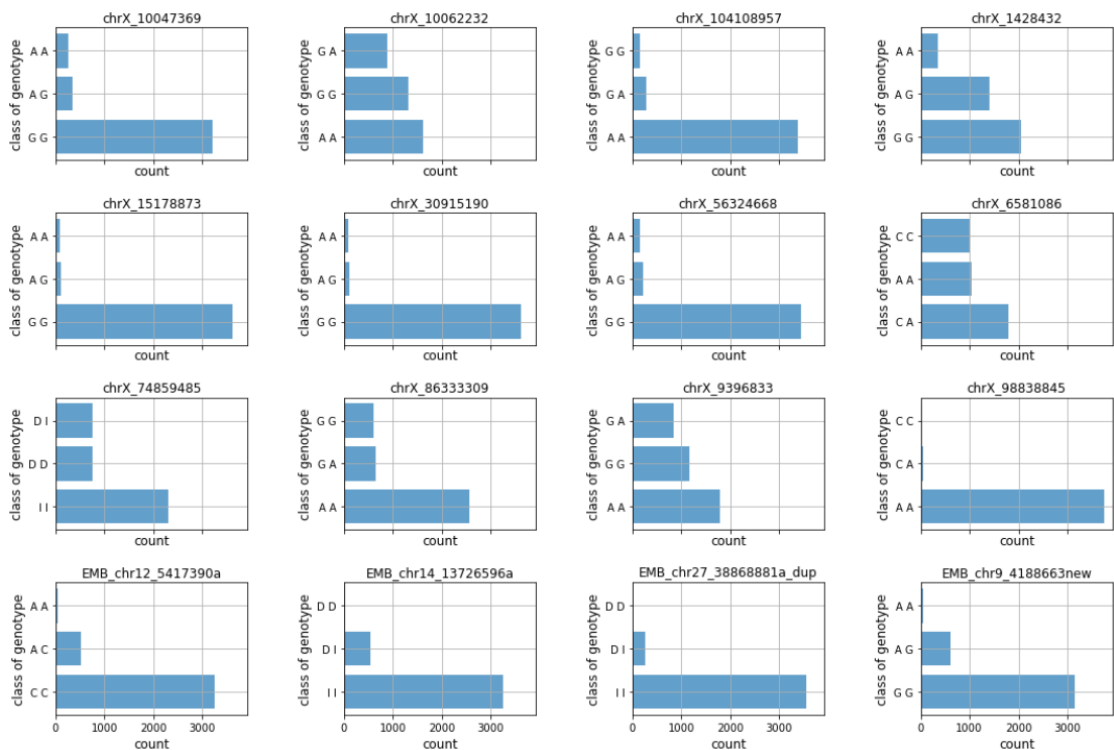 chrX_10047369
class of genotype
A A
A G
G G
count
chrX_10062232
class of genotype
G A
G G
A A
count
chrX_104108957
class of genotype
G G
G A
A A
count
chrX_1428432
class of genotype
A A
A G
G G
count
chrX_15178873
class of genotype
A A
A G
G G
count
chrX_30915190
class of genotype
A A
A G
G G
count
chrX_56324668
class of genotype
A A
A G
G G
count
chrX_6581086
class of genotype
C C
A A
C A
count
chrX_74859485
class of genotype
D I
D D
I I
count
chrX_86333309
class of genotype
G G
G A
A A
count
chrX_9396833
class of genotype
G A
G G
A A
count
chrX_98838845
class of genotype
C C
C A
A A
count
EMB_chr12_5417390a
class of genotype
A A
A C
C C
0 1000 2000 3000
count
EMB_chr14_13726596a
class of genotype
D D
D I
I I
0 1000 2000 3000
count
EMB_chr27_38868881a_dup
class of genotype
D D
D I
I I
0 1000 2000 3000
count
EMB_chr9_4188663new
class of genotype
A A
A G
G G
0 1000 2000 3000
count